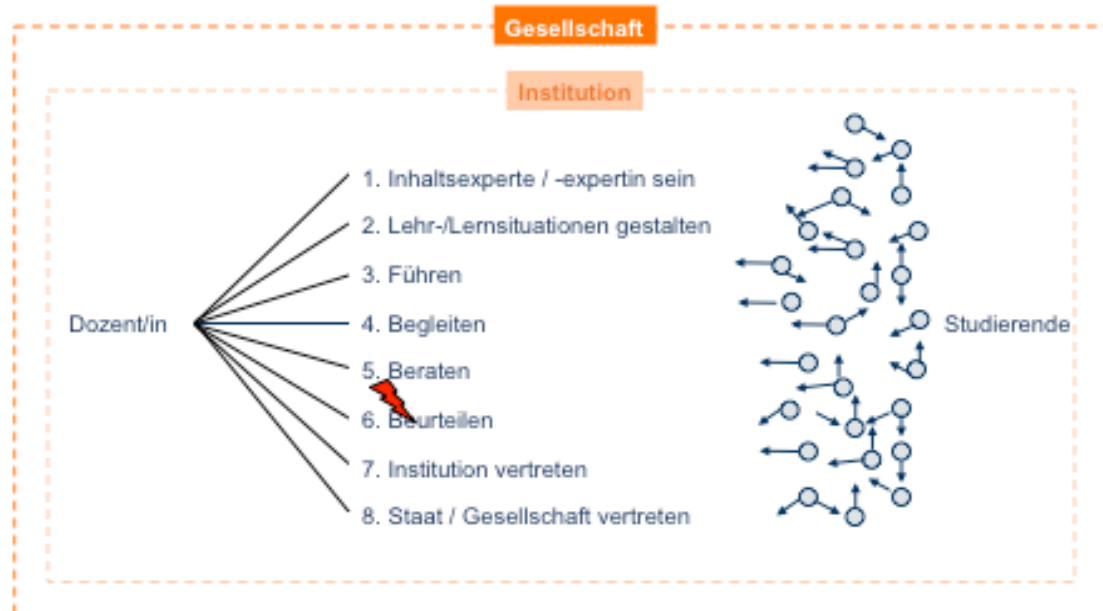 Gesellschaft
Institution
1. Inhaltsexperte / -expertin sein
2. Lehr-/Lernsituationen gestalten
3. Führen
Dozent/in
4. Begleiten
Studierende
5. Beraten
6. Beurteilen
7. Institution vertreten
8. Staat / Gesellschaft vertreten